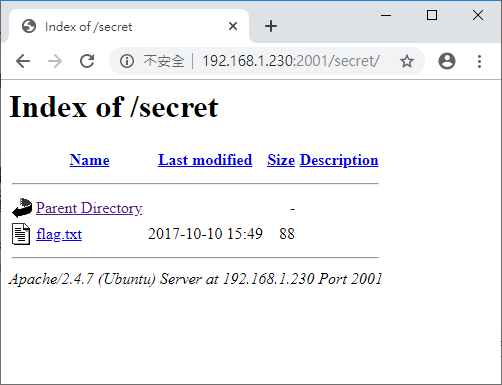 Index of /secret
不安全 192.168.1.230:2001/secret/
Index of /secret
Name Last modified Size Description
Parent Directory -
flag.txt 2017-10-10 15:49 88
Apache/2.4.7 (Ubuntu) Server at 192.168.1.230 Port 2001